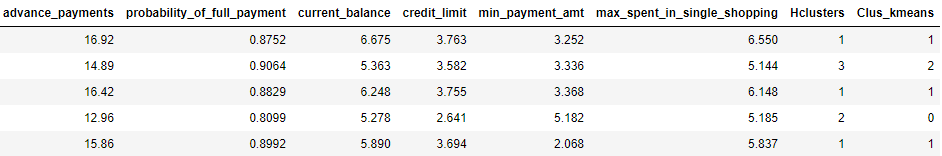 advance_payments probability_of_full_payment current_balance credit_limit min_payment_amt max_spent_in_single_shopping Hclusters Clus_kmeans
16.92 0.8752 6.675 3.763 3.252 6.550 1 1
14.89 0.9064 5.363 3.582 3.336 5.144 3 2
16.42 0.8829 6.248 3.755 3.368 6.148 1 1
12.96 0.8099 5.278 2.641 5.182 5.185 2 0
15.86 0.8992 5.890 3.694 2.068 5.837 1 1